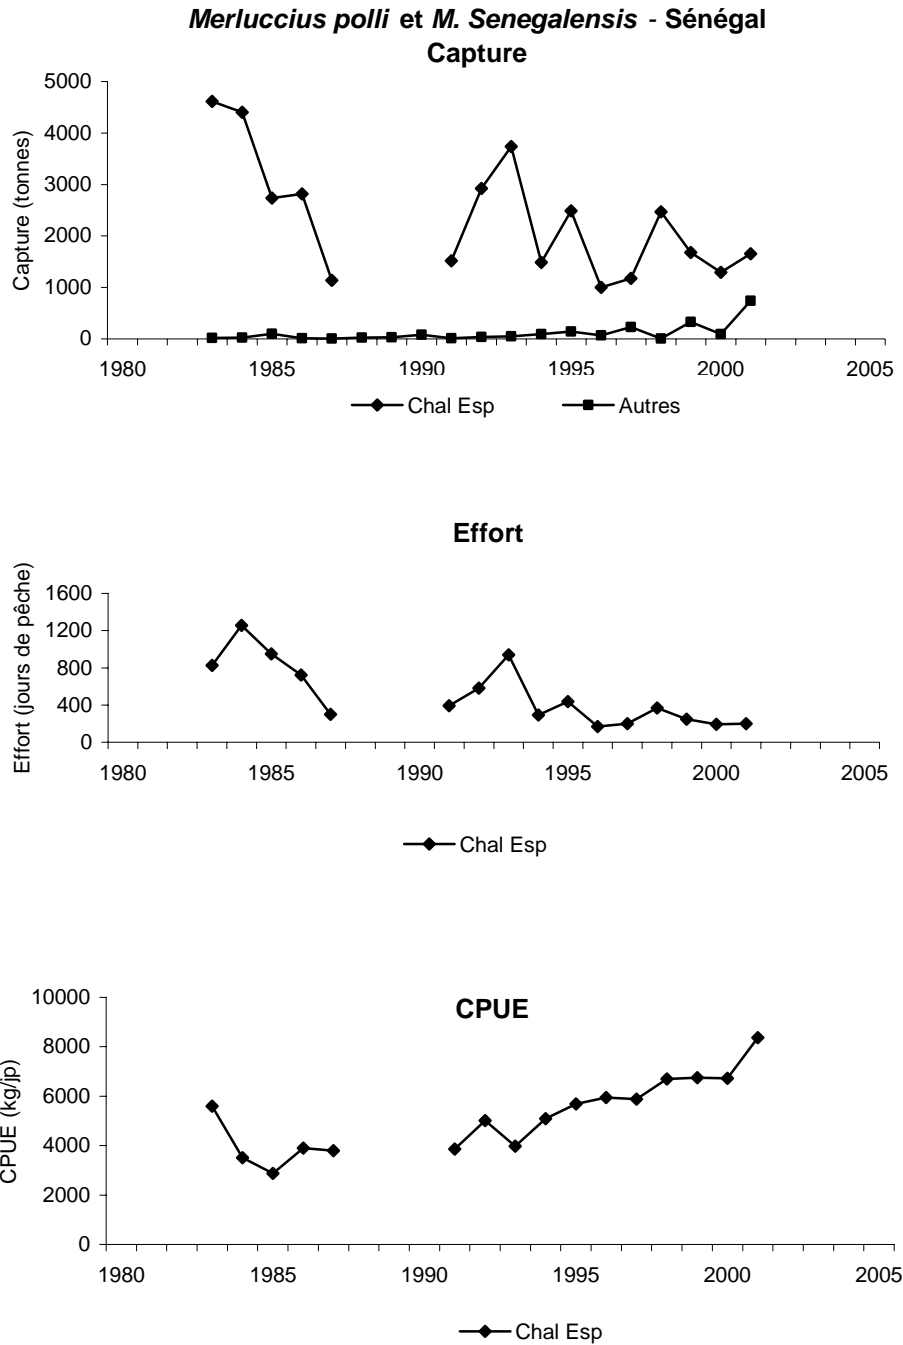 Merluccius polli et M. Senegalensis - Sénégal
Capture
Capture (tonnes)
5000
4000
3000
2000
1000
0
1980 1985 1990 1995 2000 2005
Chal Esp Autres
Effort
Effort (jours de pêche)
1600
1200
800
400
0
1980 1985 1990 1995 2000 2005
Chal Esp
CPUE
CPUE (kg/jp)
10000
8000
6000
4000
2000
0
1980 1985 1990 1995 2000 2005
Chal Esp